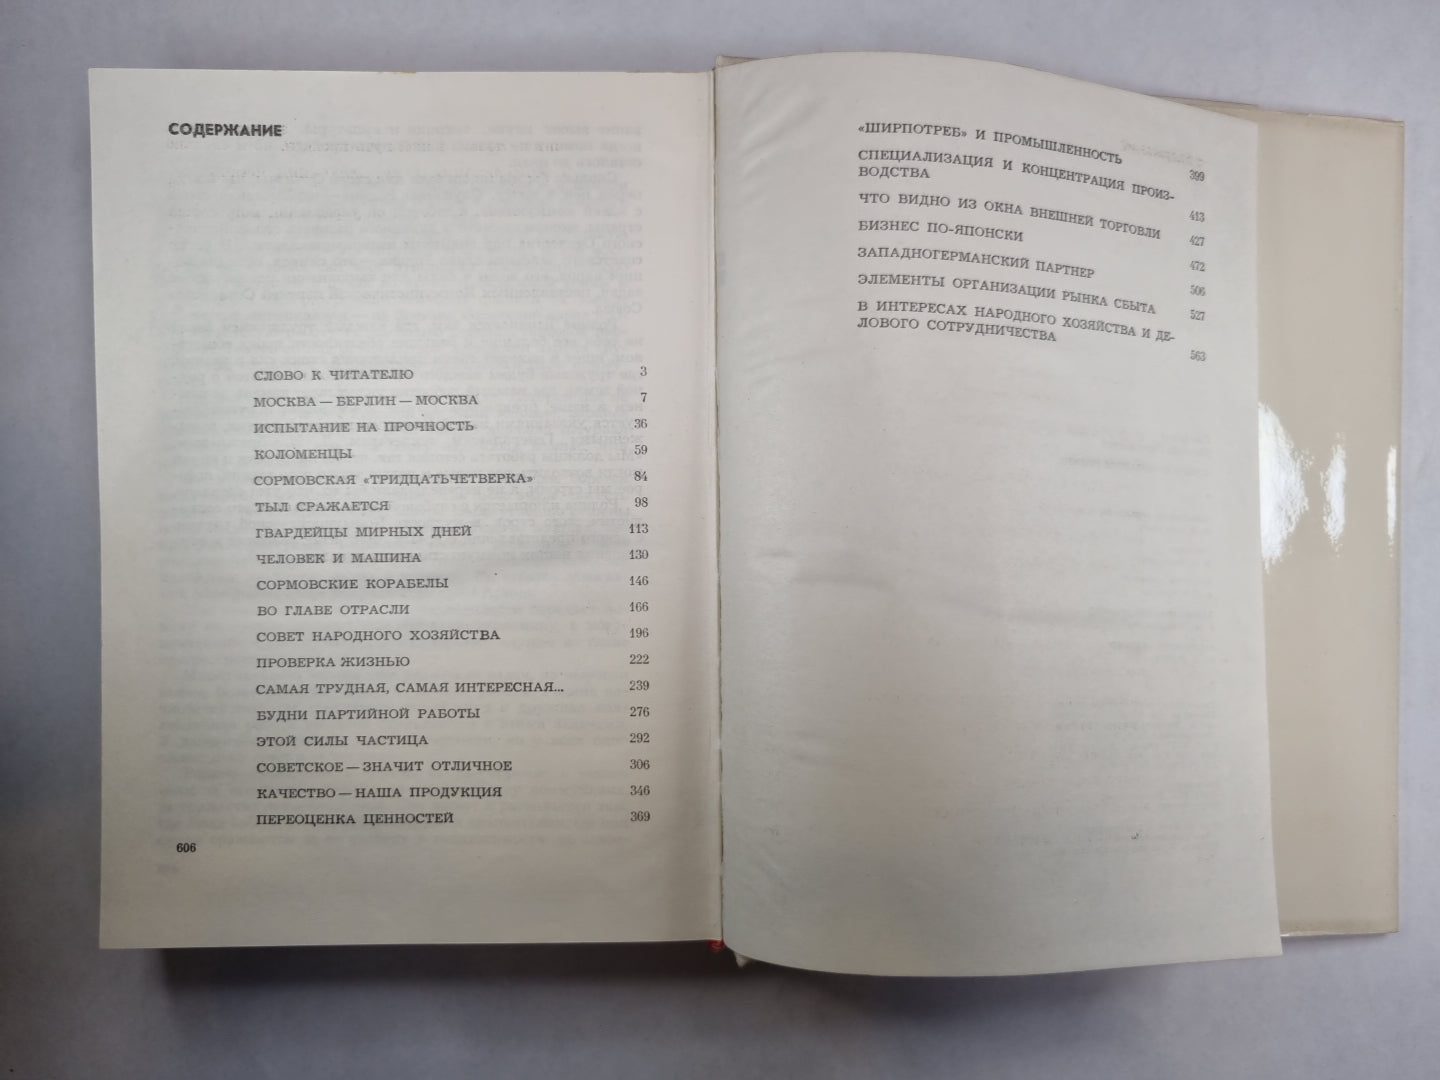 СОДЕРЖАНИЕ
СЛОВО К ЧИТАТЕЛЮ 3
МОСКВА — БЕРЛИН — МОСКВА 7
ИСПЫТАНИЕ НА ПРОЧНОСТЬ 36
КОЛОМЕНЦЫ 59
СОРМОВСКАЯ «ТРИДЦАТЬЧЕТВЕРКА» 84
ТЫЛ СРАЖАЕТСЯ 98
ГВАРДЕЙЦЫ МИРНЫХ ДНЕЙ 113
ЧЕЛОВЕК И МАШИНА 130
СОРМОВСКИЕ КОРАБЕЛЫ 146
ВО ГЛАВЕ ОТРАСЛИ 166
СОВЕТ НАРОДНОГО ХОЗЯЙСТВА 196
ПРОВЕРКА ЖИЗНЬЮ 222
САМАЯ ТРУДНАЯ, САМАЯ ИНТЕРЕСНАЯ... 239
БУДНИ ПАРТИЙНОЙ РАБОТЫ 276
ЭТОЙ СИЛЫ ЧАСТИЦА 292
СОВЕТСКОЕ — ЗНАЧИТ ОТЛИЧНОЕ 306
КАЧЕСТВО — НАША ПРОДУКЦИЯ 346
ПЕРЕОЦЕНКА ЦЕННОСТЕЙ 369
606
«ШИРПОТРЕБ» И ПРОМЫШЛЕННОСТЬ 399
СПЕЦИАЛИЗАЦИЯ И КОНЦЕНТРАЦИЯ ПРОИЗ-
ВОДСТВА 413
ЧТО ВИДНО ИЗ ОКНА ВНЕШНЕЙ ТОРГОВЛИ 427
БИЗНЕС ПО-ЯПОНСКИ 472
ЗАПАДНОГЕРМАНСКИЙ ПАРТНЕР 506
ЭЛЕМЕНТЫ ОРГАНИЗАЦИИ РЫНКА СБЫТА 527
В ИНТЕРЕСАХ НАРОДНОГО ХОЗЯЙСТВА И ДЕ-
ЛОВОГО СОТРУДНИЧЕСТВА 563